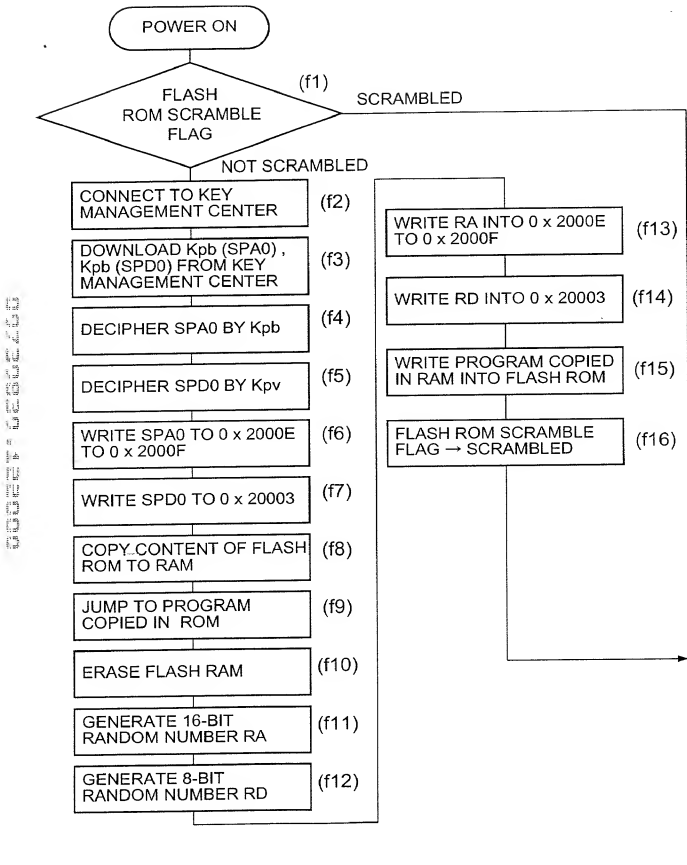 POWER ON
(f1)
FLASH
ROM SCRAMBLE
FLAG
SCRAMBLED
NOT SCRAMBLED
CONNECT TO KEY
MANAGEMENT CENTER
(f2)
DOWNLOAD Kpb (SPA0) ,
Kpb (SPD0) FROM KEY
MANAGEMENT CENTER
(f3)
DECIPHER SPA0 BY Kpb
(f4)
DECIPHER SPD0 BY Kpv
(f5)
WRITE SPA0 TO 0 x 2000E
TO 0 x 2000F
(f6)
WRITE SPD0 TO 0 x 20003
(f7)
COPY CONTENT OF FLASH
ROM TO RAM
(f8)
JUMP TO PROGRAM
COPIED IN ROM
(f9)
ERASE FLASH RAM
(f10)
GENERATE 16-BIT
RANDOM NUMBER RA
(f11)
GENERATE 8-BIT
RANDOM NUMBER RD
(f12)
WRITE RA INTO 0 x 2000E
TO 0 x 2000F
(f13)
WRITE RD INTO 0 x 20003
(f14)
WRITE PROGRAM COPIED
IN RAM INTO FLASH ROM
(f15)
FLASH ROM SCRAMBLE
FLAG → SCRAMBLED
(f16)